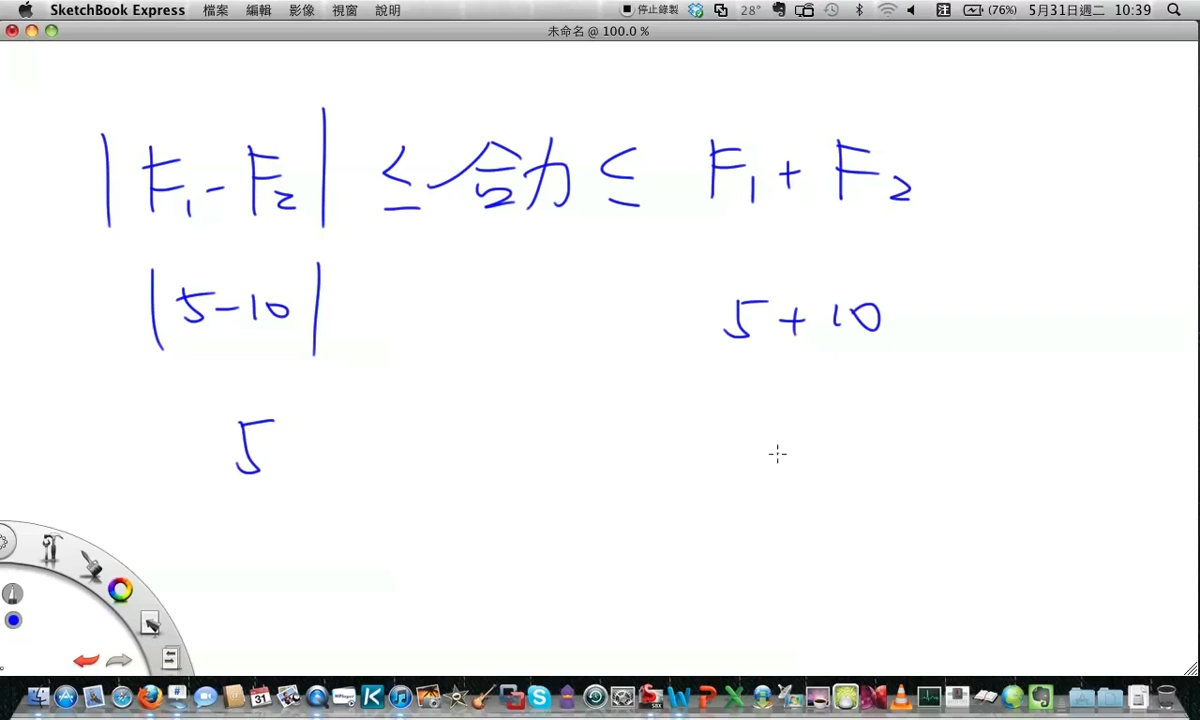 SketchBook Express 檔案 編輯 影像 視窗 說明 停止錄製 28° (76%) 5月31日週二 10:39
未命名 @ 100.0 %
|F₁-F₂| ≤ 合力 ≤ F₁+F₂
|5-10| 5+10
5
31